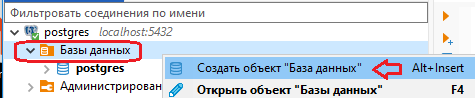 Фильтровать соединения по имени
postgres localhost:5432
Базы данных
postgres
Администрирован
Создать объект "База данных" Alt+Insert
Открыть объект "Базы данных" F4